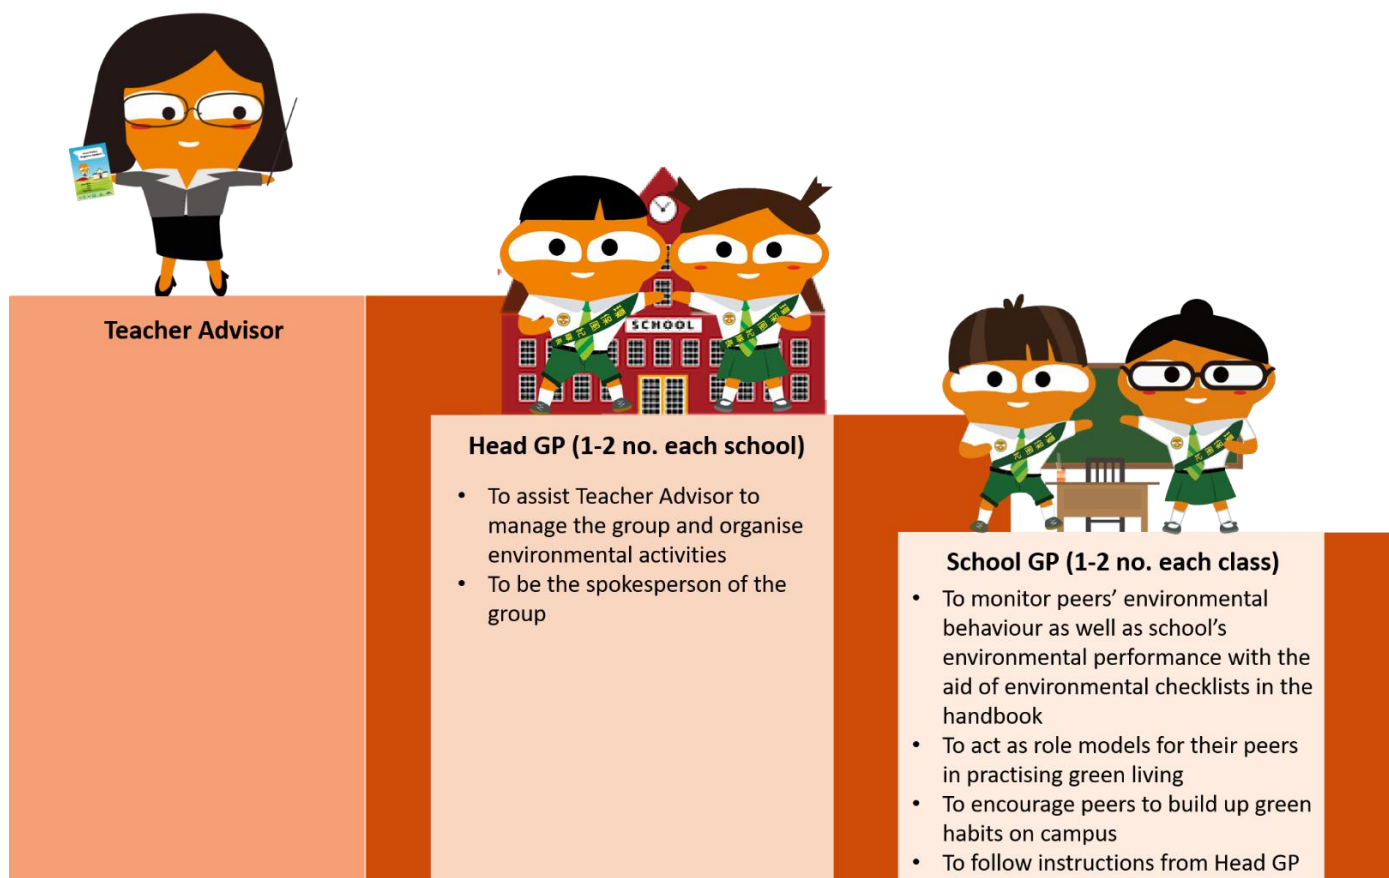 Teacher Advisor
SCHOOL
Head GP (1-2 no. each school)
• To assist Teacher Advisor to
manage the group and organise
environmental activities
• To be the spokesperson of the
group
School GP (1-2 no. each class)
• To monitor peers’ environmental
behaviour as well as school’s
environmental performance with the
aid of environmental checklists in the
handbook
• To act as role models for their peers
in practising green living
• To encourage peers to build up green
habits on campus
• To follow instructions from Head GP